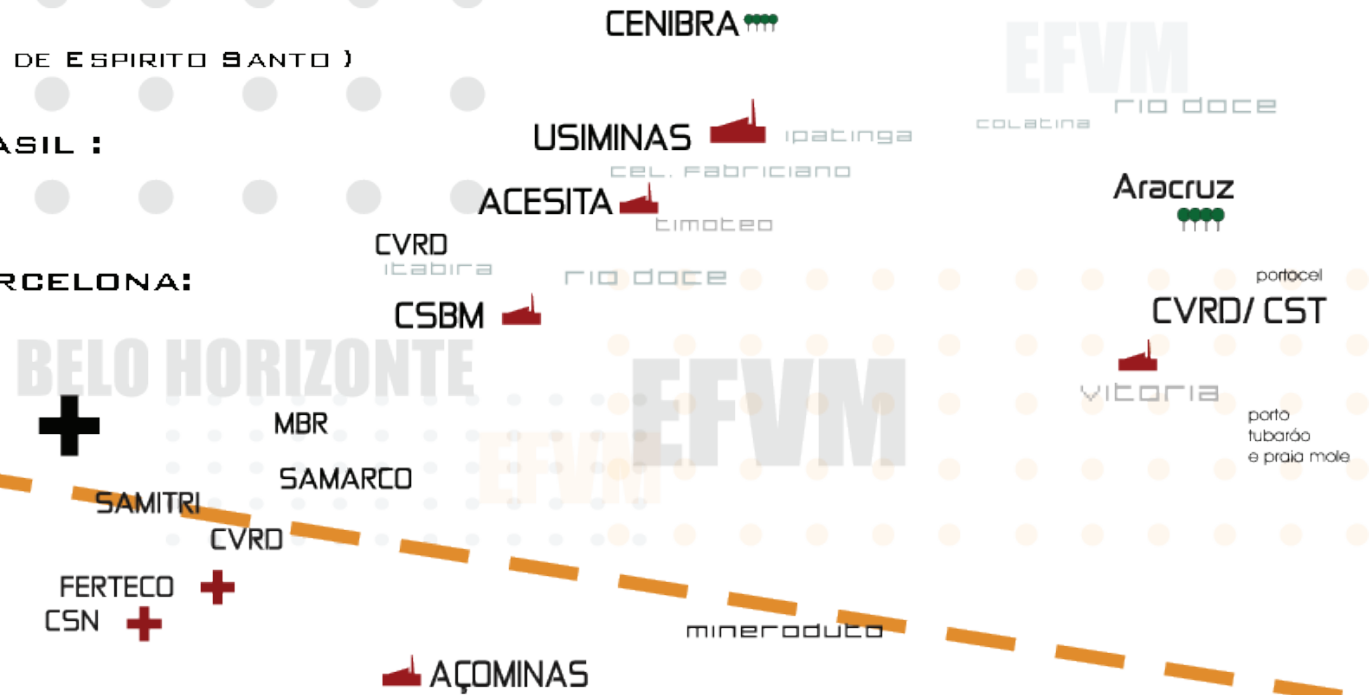 CENIBRA
EFVM
DE ESPIRITO SANTO )
rio doce
colatina
USIMINAS
ipatinga
ASIL :
cel. Fabriciano
Aracruz
ACESITA
timoteo
CVRD
itabira
rio doce
portocel
RCELONA:
CSBM
CVRD/ CST
BELO HORIZONTE
EFVM
vitoria
MBR
porto
tubaráo
e praia mole
EFVM
SAMARCO
SAMITRI
CVRD
FERTECO
CSN
mineroduto
AÇOMINAS